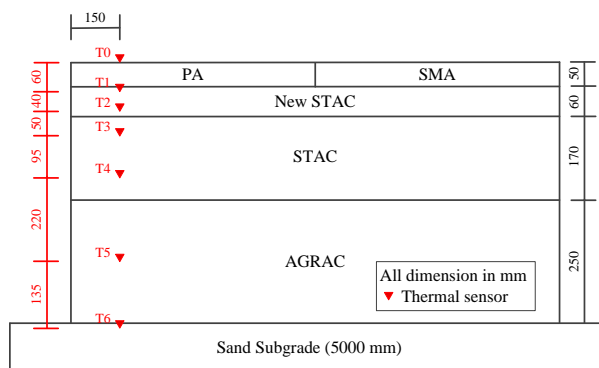 150
T0
PA
SMA
60
T1
50
40
T2
New STAC
60
50
T3
95
STAC
170
T4
220
T5
AGRAC
250
All dimension in mm
Thermal sensor
135
T6
Sand Subgrade (5000 mm)